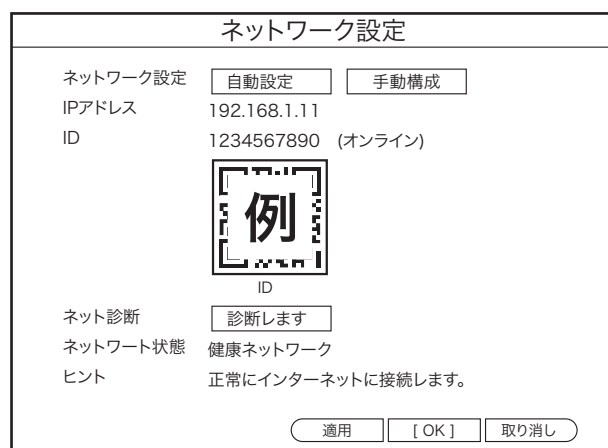 ネットワーク設定
ネットワーク設定 自動設定 手動構成
IPアドレス 192.168.1.11
ID 1234567890 (オンライン)
例
ID
ネット診断 診断します
ネットワート状態 健康ネットワーク
ヒント 正常にインターネットに接続します。
適用 [ OK ] 取り消し